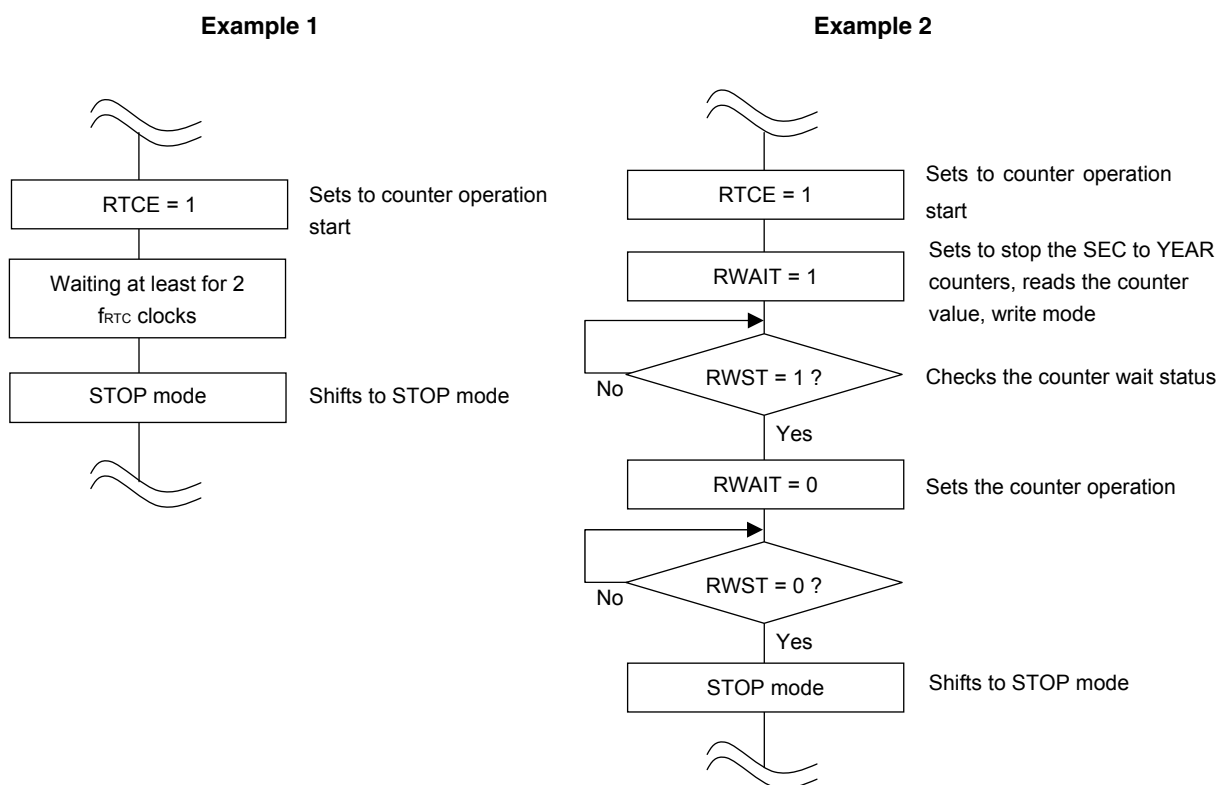 Example 1
RTCE = 1
Sets to counter operation
start
Waiting at least for 2
fRTC clocks
STOP mode
Shifts to STOP mode
Example 2
RTCE = 1
Sets to counter operation
start
RWAIT = 1
Sets to stop the SEC to YEAR
counters, reads the counter
value, write mode
RWST = 1 ?
No
Checks the counter wait status
Yes
RWAIT = 0
Sets the counter operation
RWST = 0 ?
No
Yes
STOP mode
Shifts to STOP mode